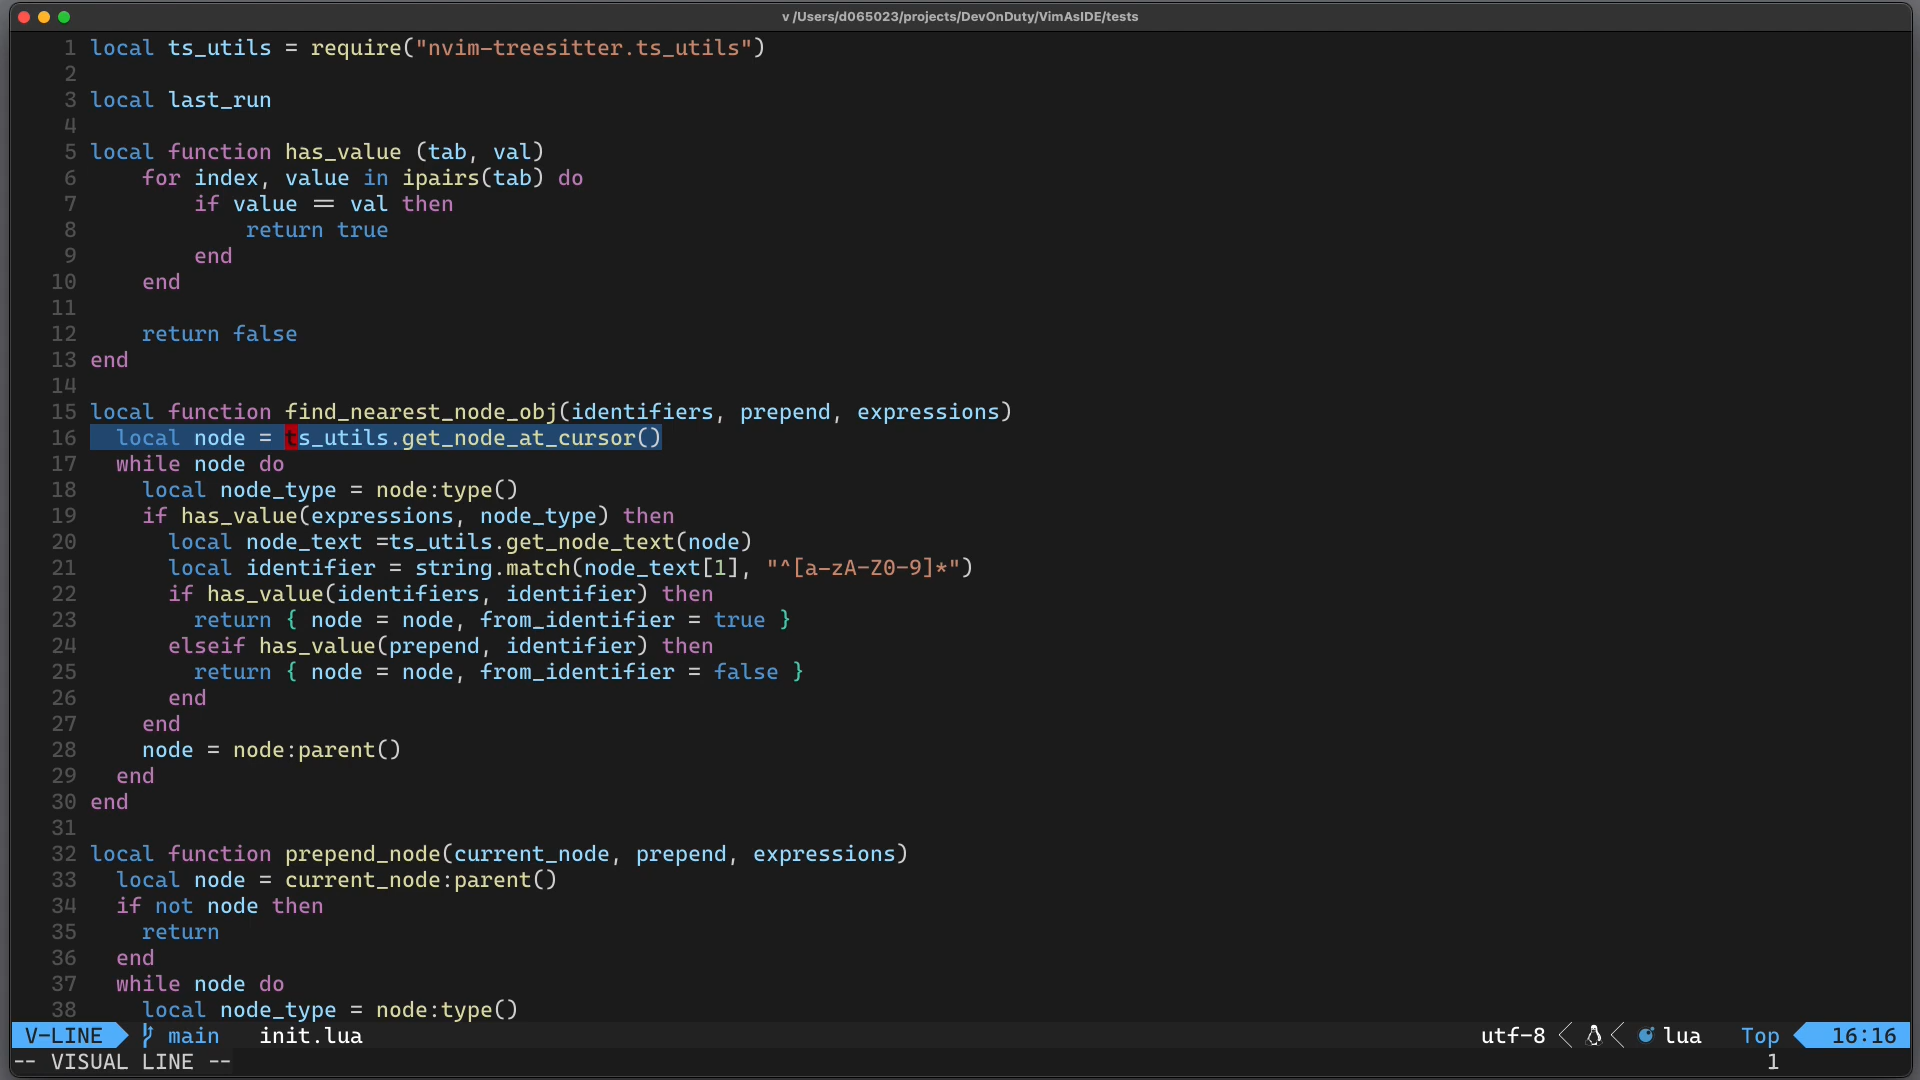 v /Users/d065023/projects/DevOnDuty/VimAsIDE/tests
1 local ts_utils = require("nvim-treesitter.ts_utils")
2
3 local last_run
4
5 local function has_value (tab, val)
6     for index, value in ipairs(tab) do
7         if value == val then
8             return true
9         end
10     end
11
12     return false
13 end
14
15 local function find_nearest_node_obj(identifiers, prepend, expressions)
16   local node = ts_utils.get_node_at_cursor()
17   while node do
18     local node_type = node:type()
19     if has_value(expressions, node_type) then
20       local node_text =ts_utils.get_node_text(node)
21       local identifier = string.match(node_text[1], "^[a-zA-Z0-9]*")
22       if has_value(identifiers, identifier) then
23         return { node = node, from_identifier = true }
24       elseif has_value(prepend, identifier) then
25         return { node = node, from_identifier = false }
26       end
27     end
28     node = node:parent()
29   end
30 end
31
32 local function prepend_node(current_node, prepend, expressions)
33   local node = current_node:parent()
34   if not node then
35     return
36   end
37   while node do
38     local node_type = node:type()
V-LINE main init.lua utf-8 lua Top 16:16
-- VISUAL LINE -- 1